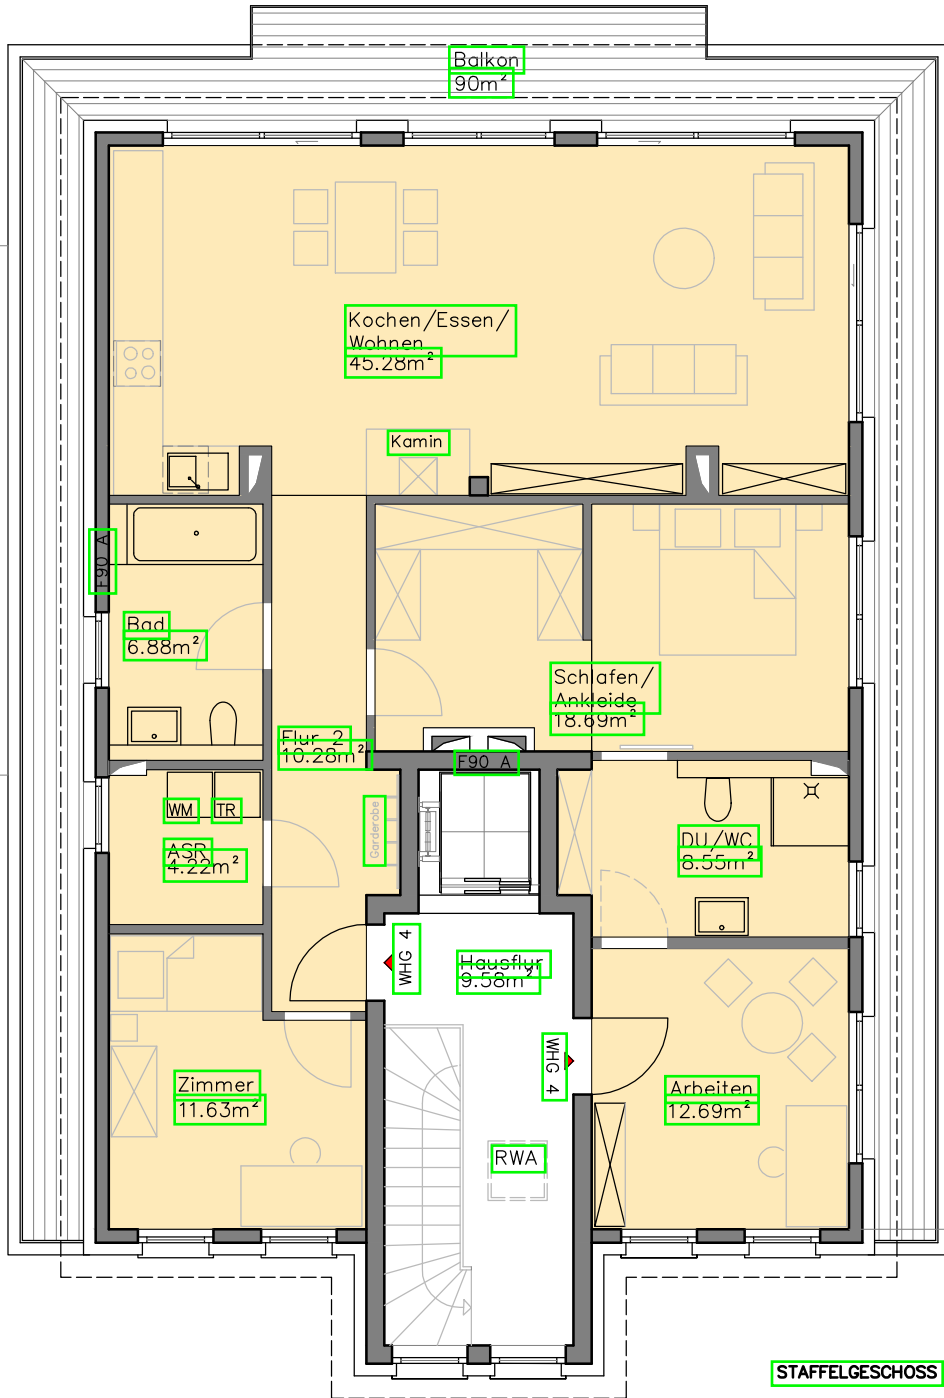 Balkon
90m²
Kochen/Essen/
Wohnen
45.28m²
Kamin
F90 A
Bad
6.88m²
Schlafen/
Ankleide
18.69m²
Flur 2
10.28m²
F90 A
WM
TR
Garderobe
ASR
4.22m²
DU/WC
8.55m²
WHG 4
Hausflur
9.58m²
WHG 4
Zimmer
11.63m²
Arbeiten
12.69m²
RWA
STAFFELGESCHOSS